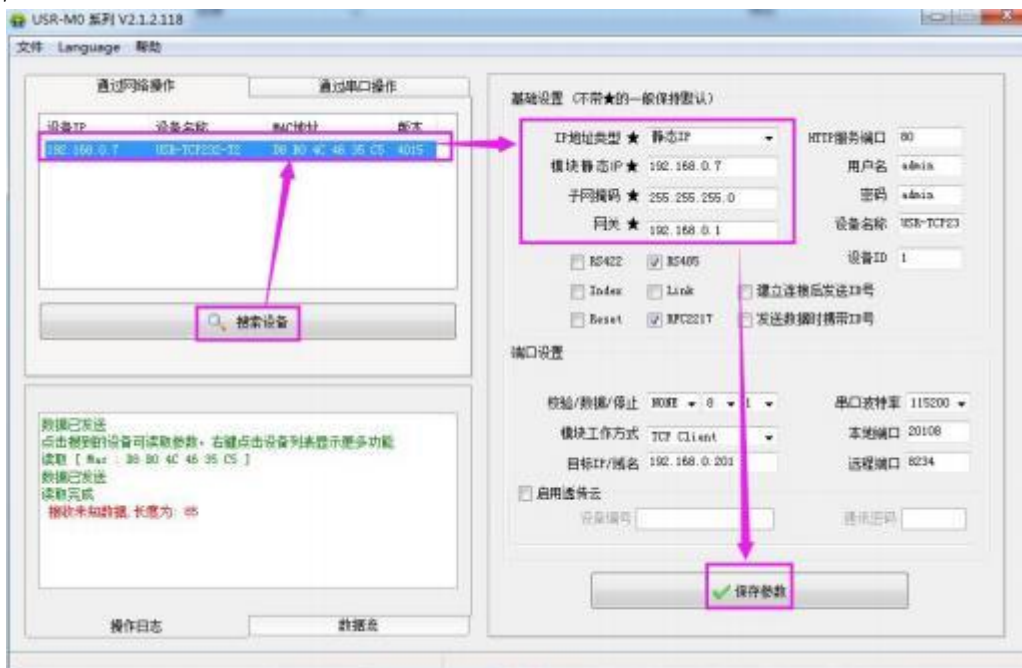 USR-M0 系列 V2.1.2.118
文件 Language 帮助
通过网络操作 通过串口操作
设备IP 设备名称 MAC地址 版本
192.168.0.7 USR-TCP232-T2 D8 B0 4C 46 35 C5 4015
搜索设备
数据已发送
点击搜到的设备可读取参数，右键点击设备列表显示更多功能
读取 [ Mac : D8 B0 4C 46 35 C5 ]
数据已发送
读取完成
接收未知数据，长度为: 65
操作日志 数据流
基础设置 （不带★的一般保持默认）
IP地址类型 ★ 静态IP HTTP服务端口 80
模块静态IP ★ 192.168.0.7 用户名 admin
子网掩码 ★ 255.255.255.0 密码 admin
网关 ★ 192.168.0.1 设备名称 USR-TCP23
RS422 RS485 设备ID 1
Index Link 建立连接后发送ID号
Reset RFC2217 发送数据时携带ID号
端口设置
校验/数据/停止 NONE 8 1 串口波特率 115200
模块工作方式 TCP Client 本地端口 20108
目标IP/域名 192.168.0.201 远程端口 8234
启用透传云
设备编号 通讯密码
保存参数